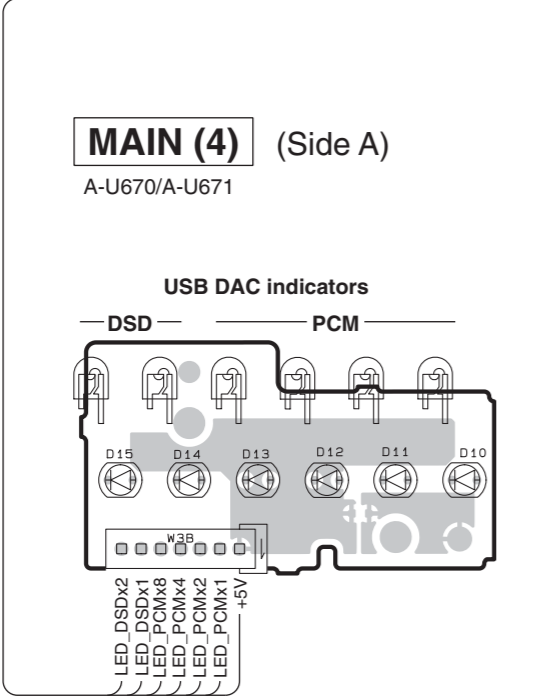 MAIN (4) (Side A)
A-U670/A-U671
USB DAC indicators
DSD PCM
D15 D14 D13 D12 D11 D10
W3B
LED_DSDx2
LED_DSDx1
LED_PCMx8
LED_PCMx4
LED_PCMx2
LED_PCMx1
+5V